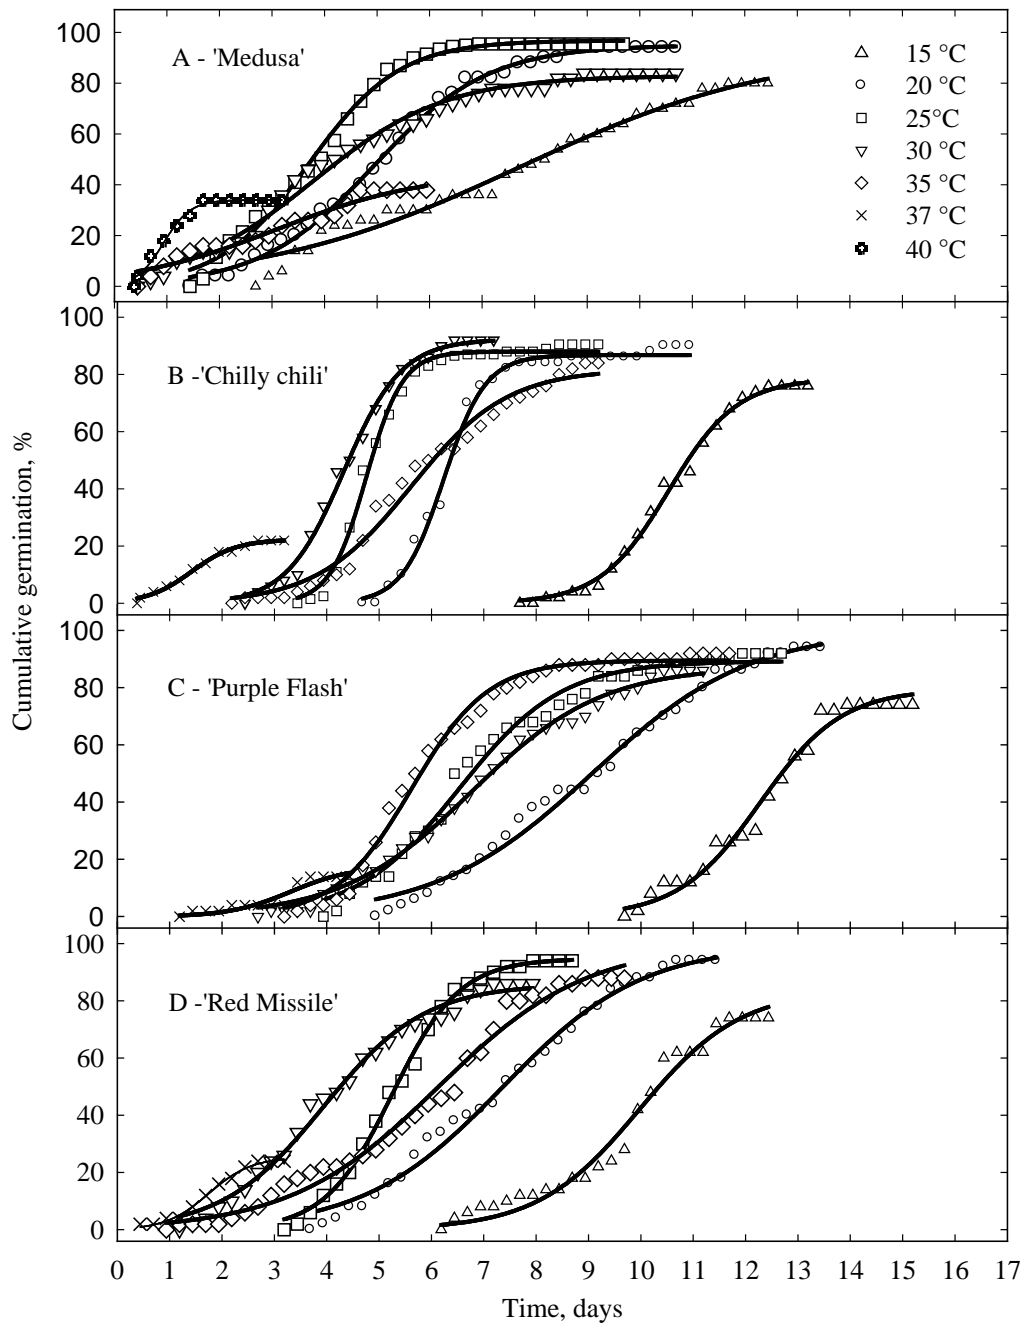 A - 'Medusa'
15 °C
20 °C
25°C
30 °C
35 °C
37 °C
40 °C
100
80
60
40
20
0
B -'Chilly chili'
100
80
60
40
20
0
C - 'Purple Flash'
100
80
60
40
20
0
D -'Red Missile'
100
80
60
40
20
0
Cumulative germination, %
0 1 2 3 4 5 6 7 8 9 10 11 12 13 14 15 16 17
Time, days